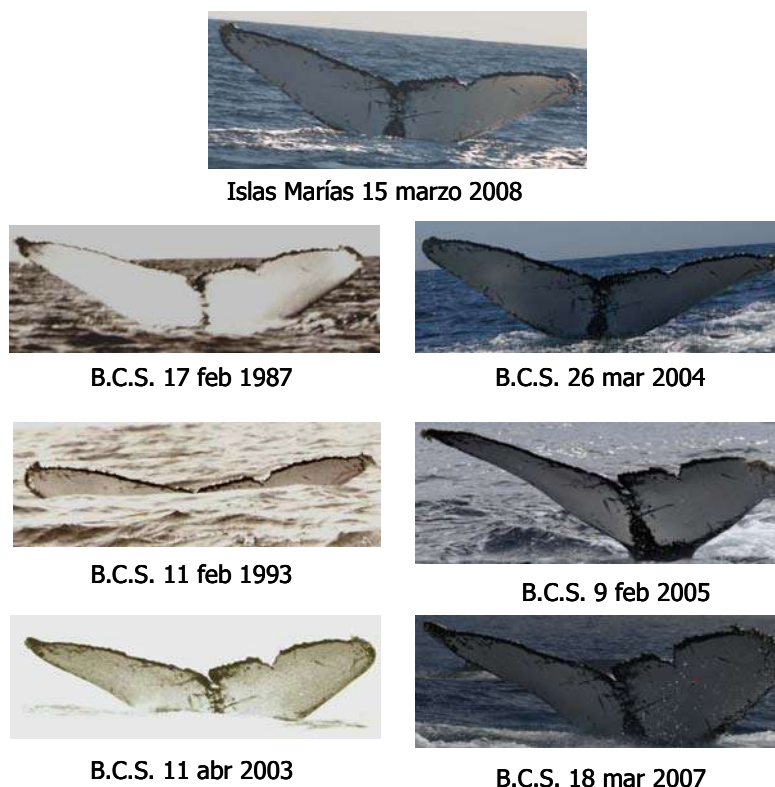 Islas Marías 15 marzo 2008
B.C.S. 17 feb 1987
B.C.S. 26 mar 2004
B.C.S. 11 feb 1993
B.C.S. 9 feb 2005
B.C.S. 11 abr 2003
B.C.S. 18 mar 2007